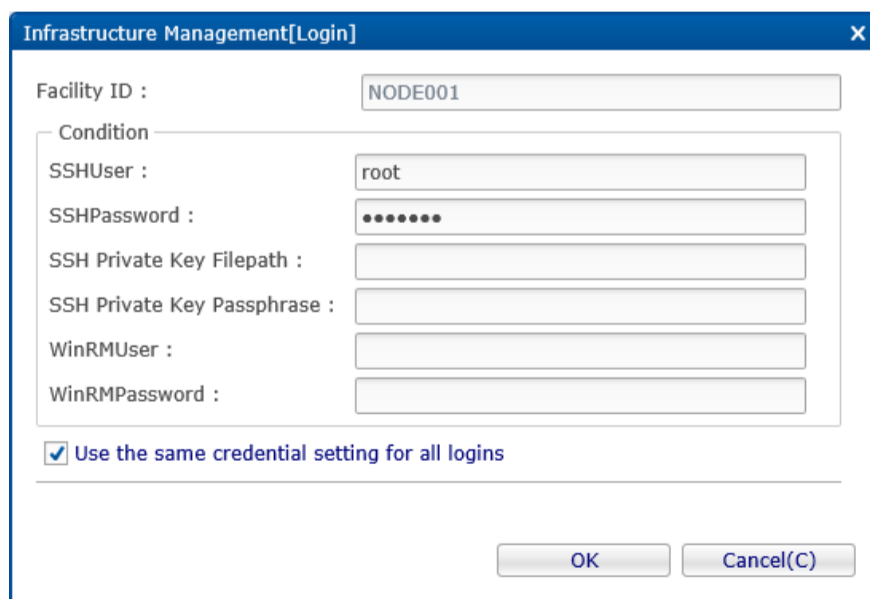 Infrastructure Management[Login]
Facility ID : NODE001
Condition
SSHUser : root
SSHPassword : •••••••
SSH Private Key Filepath :
SSH Private Key Passphrase :
WinRMUser :
WinRMPassword :
Use the same credential setting for all logins
OK Cancel(C)